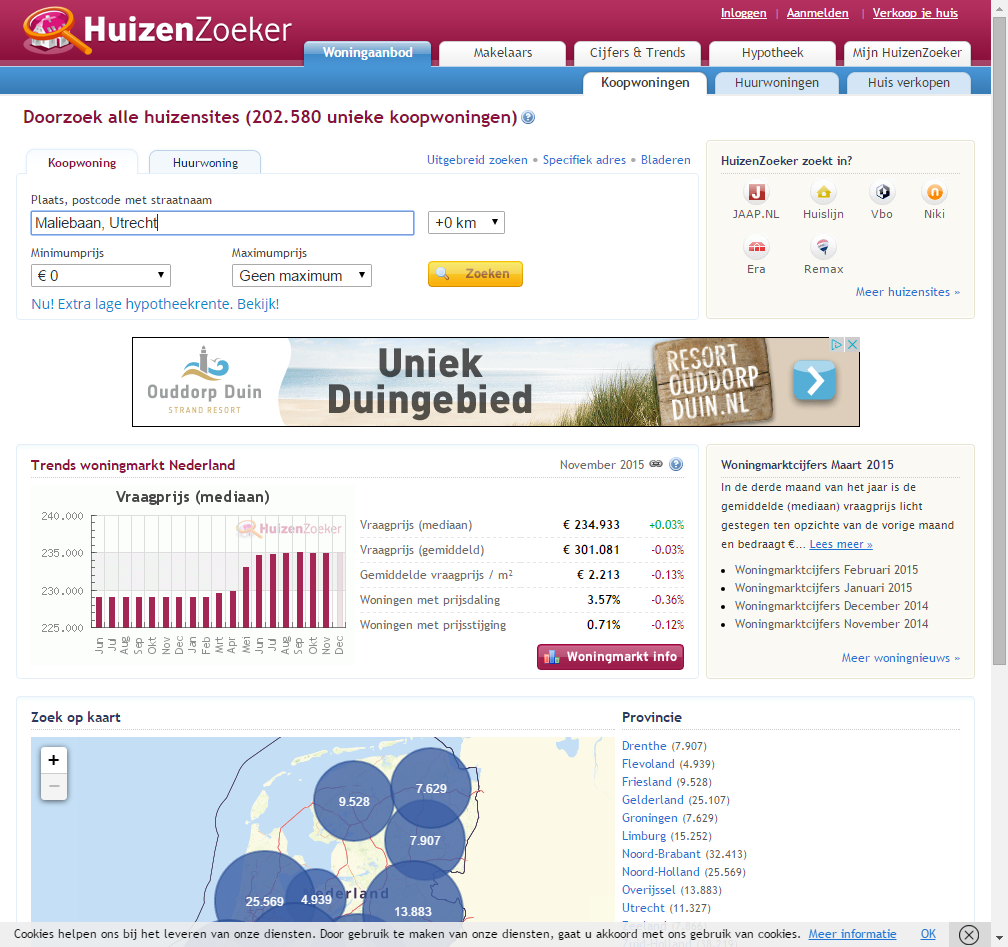 HuizenZoeker
Inloggen | Aanmelden | Verkoop je huis
Woningaanbod
Makelaars
Cijfers & Trends
Hypotheek
Mijn HuizenZoeker
Koopwoningen
Huurwoningen
Huis verkopen
Doorzoek alle huizensites (202.580 unieke koopwoningen) ?
Koopwoning
Huurwoning
Uitgebreid zoeken • Specifiek adres • Bladeren
Plaats, postcode met straatnaam
Maliebaan, Utrecht
+0 km
Minimumprijs
Maximumprijs
€ 0
Geen maximum
Zoeken
Nu! Extra lage hypotheekrente. Bekijk!
HuizenZoeker zoekt in?
JAAP.NL
Huislijn
Vbo
Niki
Era
Remax
Meer huizensites »
Ouddorp Duin
STRAND RESORT
Uniek
Duingebied
RESORT
OUDDORP
DUIN.NL
Trends woningmarkt Nederland
November 2015
Vraagprijs (mediaan)
HuizenZoeker
240.000
235.000
230.000
225.000
Jun Jul Aug Sep Okt Nov Dec Jan Feb Mrt Apr Mei Jun Jul Aug Sep Okt Nov Dec
Vraagprijs (mediaan) € 234.933 +0.03%
Vraagprijs (gemiddeld) € 301.081 -0.03%
Gemiddelde vraagprijs / m² € 2.213 -0.13%
Woningen met prijsdaling 3.57% -0.36%
Woningen met prijsstijging 0.71% -0.12%
Woningmarkt info
Woningmarktcijfers Maart 2015
In de derde maand van het jaar is de
gemiddelde (mediaan) vraagprijs licht
gestegen ten opzichte van de vorige maand
en bedraagt €... Lees meer »
• Woningmarktcijfers Februari 2015
• Woningmarktcijfers Januari 2015
• Woningmarktcijfers December 2014
• Woningmarktcijfers November 2014
Meer woningnieuws »
Zoek op kaart
+
−
9.528
7.629
7.907
25.569
4.939
13.883
Provincie
Drenthe (7.907)
Flevoland (4.939)
Friesland (9.528)
Gelderland (25.107)
Groningen (7.629)
Limburg (15.252)
Noord-Brabant (32.413)
Noord-Holland (25.569)
Overijssel (13.883)
Utrecht (11.327)
Cookies helpen ons bij het leveren van onze diensten. Door gebruik te maken van onze diensten, gaat u akkoord met ons gebruik van cookies. Meer informatie OK